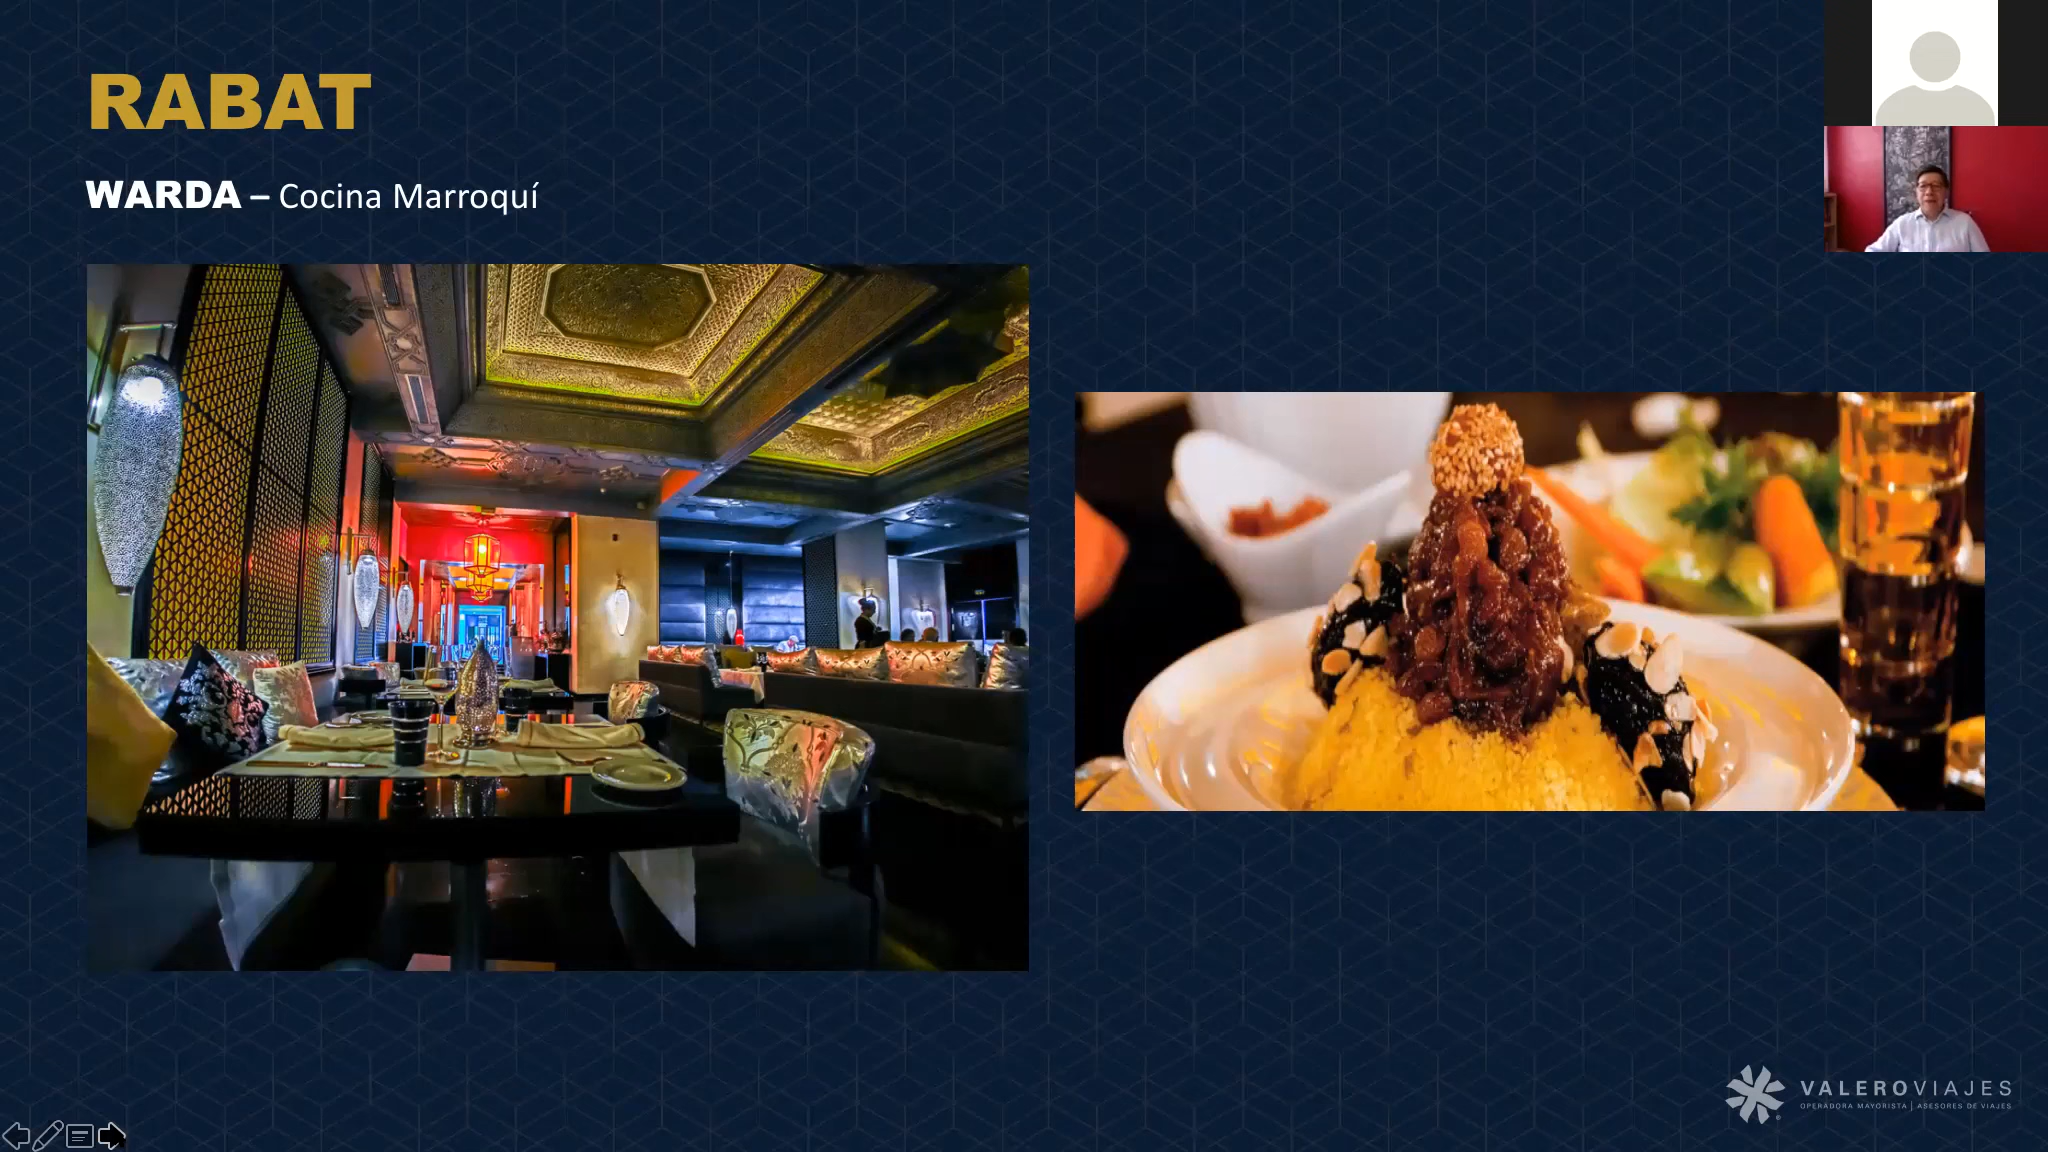 RABAT
WARDA – Cocina Marroquí
VALEROVIAJES
OPERADORA MAYORISTA | ASESORES DE VIAJES